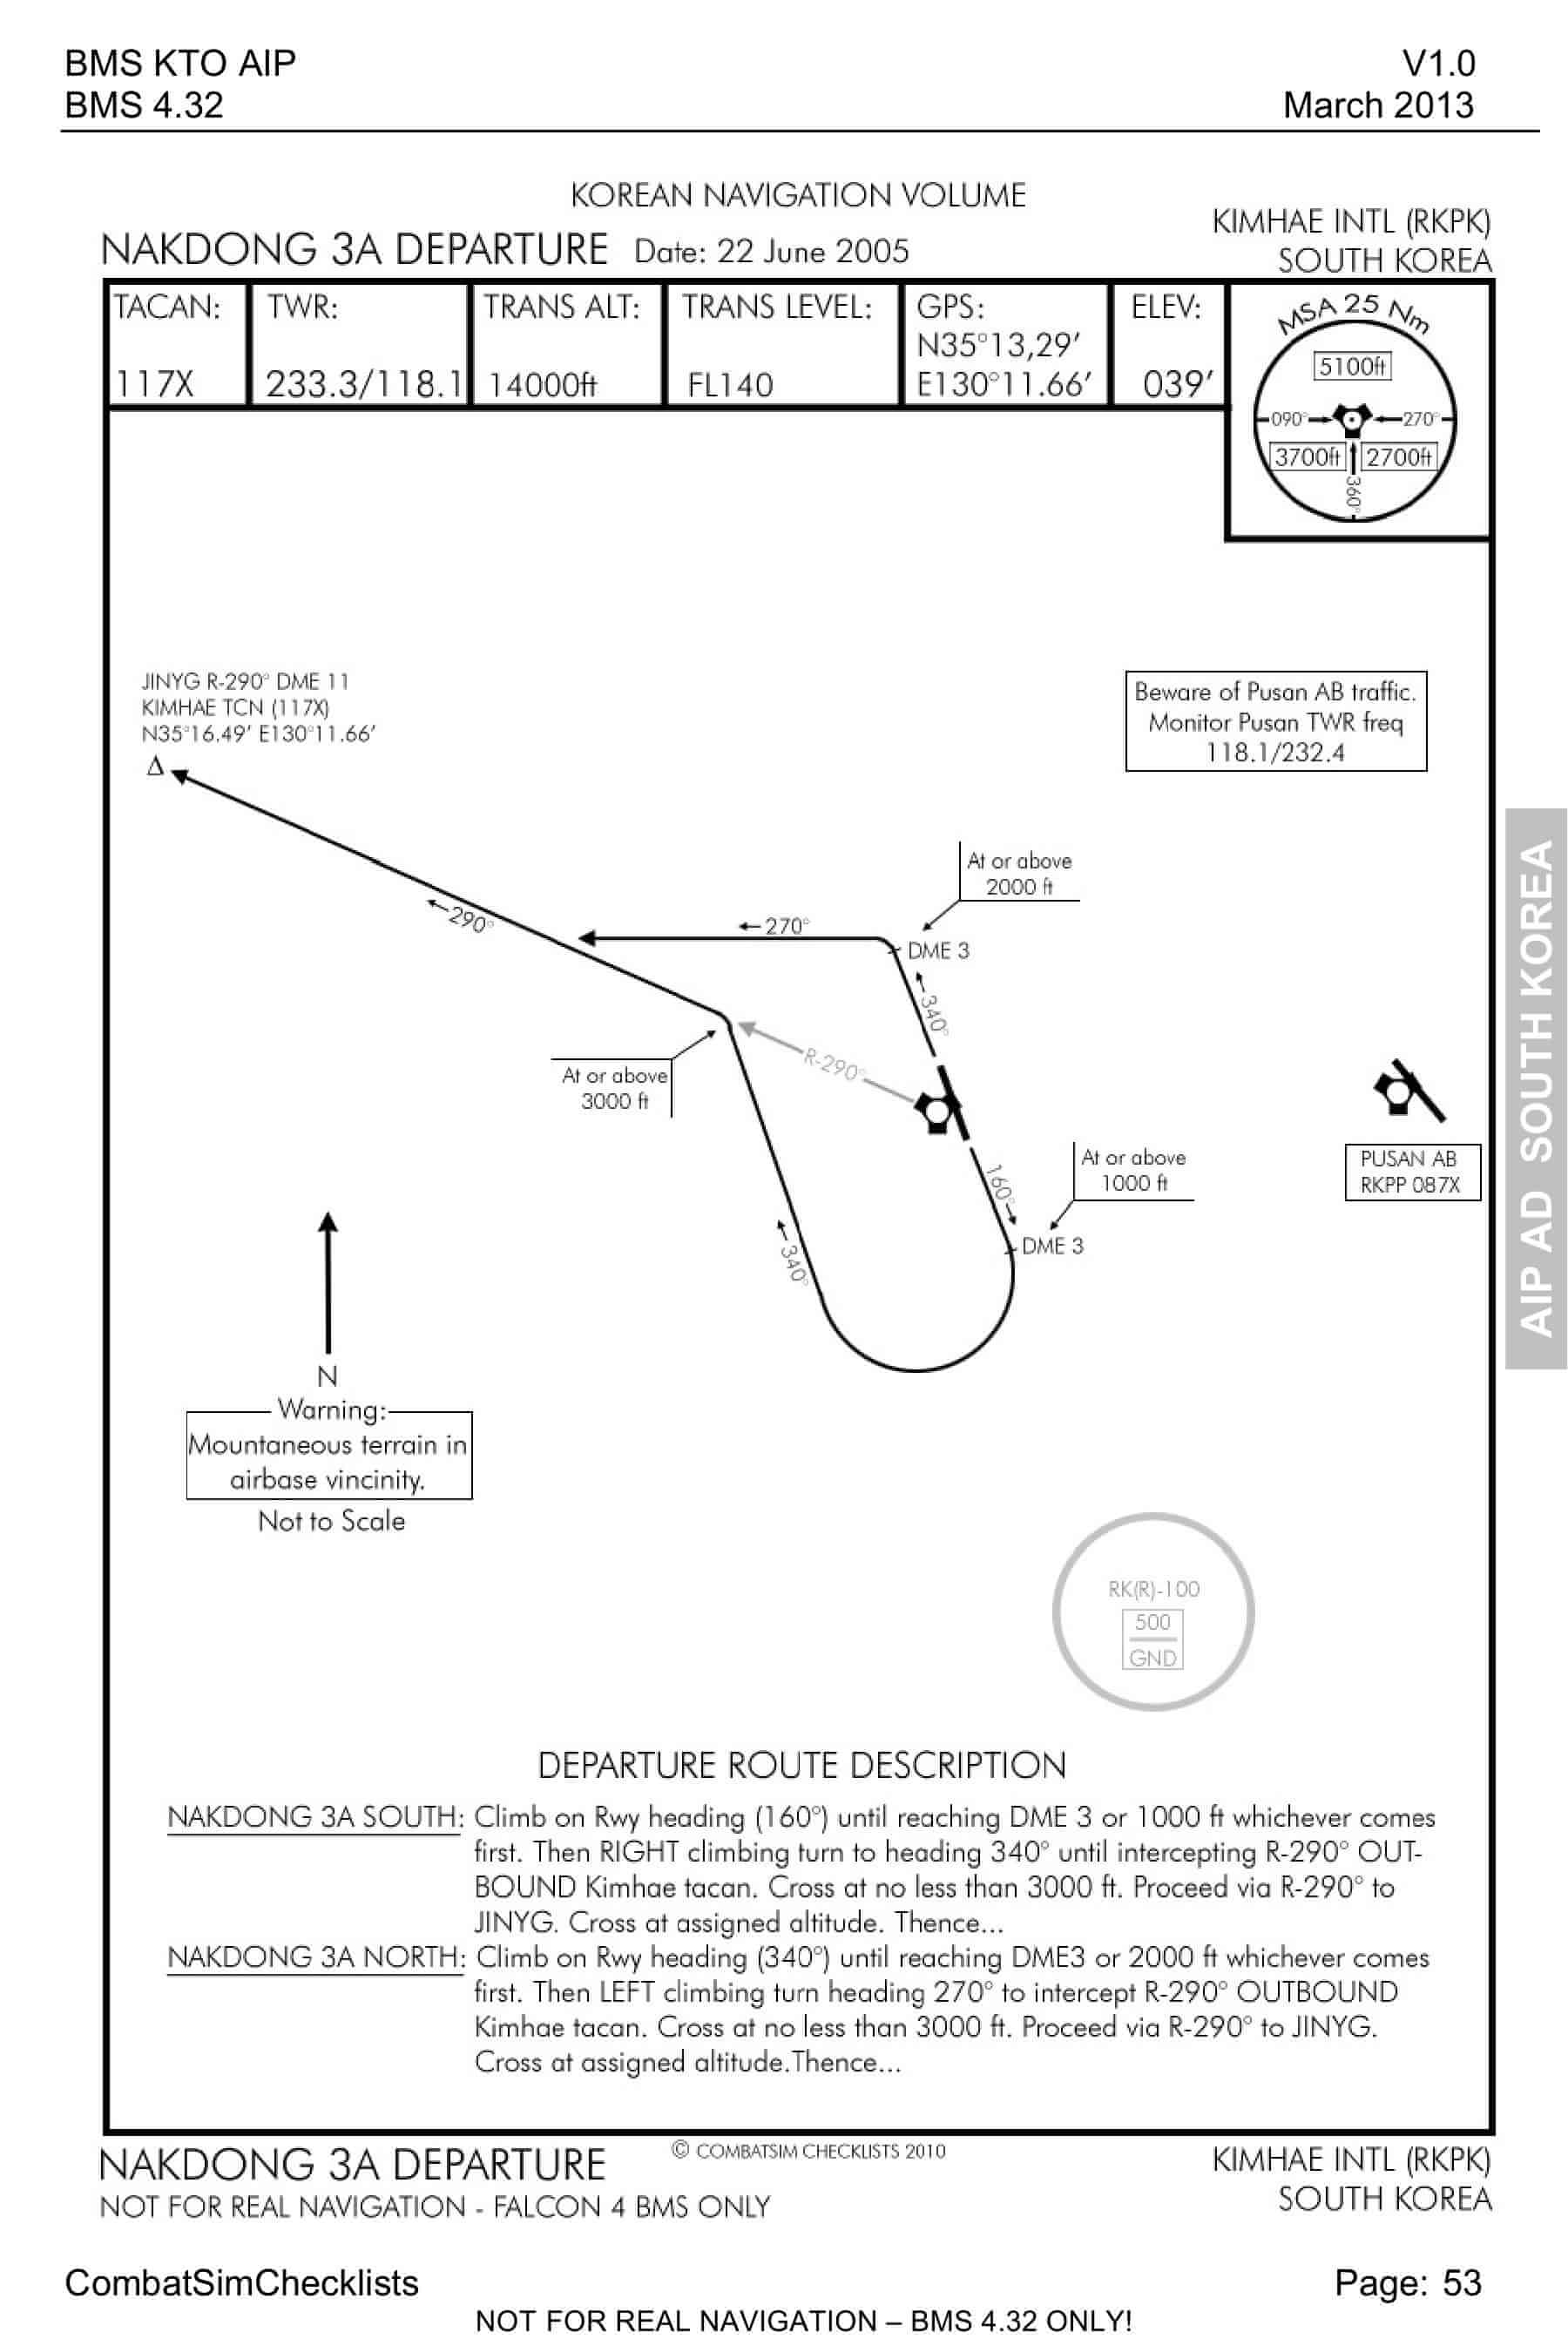 BMS KTO AIP
V1.0
BMS 4.32
March 2013
KOREAN NAVIGATION VOLUME
NAKDONG 3A DEPARTURE Date: 22 June 2005
KIMHAE INTL (RKPK)
SOUTH KOREA
TACAN:
117X
TWR:
233.3/118.1
TRANS ALT:
14000ft
TRANS LEVEL:
FL140
GPS:
N35°13,29′
E130°11.66′
ELEV:
039′
MSA 25 Nm
5100ft
090°
270°
3700ft
2700ft
360°
JINYG R-290° DME 11
KIMHAE TCN (117X)
N35°16.49′ E130°11.66′
Δ
Beware of Pusan AB traffic.
Monitor Pusan TWR freq
118.1/232.4
At or above
2000 ft
290°
270°
DME 3
340°
R-290°
At or above
3000 ft
At or above
1000 ft
160°
DME 3
340°
PUSAN AB
RKPP 087X
N
Warning:
Mountaneous terrain in
airbase vincinity.
Not to Scale
RK(R)-100
500
GND
AIP AD SOUTH KOREA
DEPARTURE ROUTE DESCRIPTION
NAKDONG 3A SOUTH: Climb on Rwy heading (160°) until reaching DME 3 or 1000 ft whichever comes
first. Then RIGHT climbing turn to heading 340° until intercepting R-290° OUT-
BOUND Kimhae tacan. Cross at no less than 3000 ft. Proceed via R-290° to
JINYG. Cross at assigned altitude. Thence...
NAKDONG 3A NORTH: Climb on Rwy heading (340°) until reaching DME3 or 2000 ft whichever comes
first. Then LEFT climbing turn heading 270° to intercept R-290° OUTBOUND
Kimhae tacan. Cross at no less than 3000 ft. Proceed via R-290° to JINYG.
Cross at assigned altitude.Thence...
NAKDONG 3A DEPARTURE
© COMBATSIM CHECKLISTS 2010
KIMHAE INTL (RKPK)
NOT FOR REAL NAVIGATION - FALCON 4 BMS ONLY
SOUTH KOREA
CombatSimChecklists
Page: 53
NOT FOR REAL NAVIGATION – BMS 4.32 ONLY!